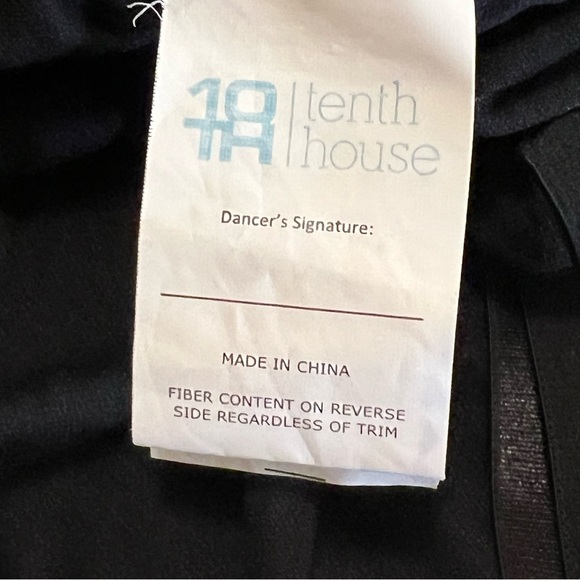 10 TH | tenth house
Dancer's Signature:
MADE IN CHINA
FIBER CONTENT ON REVERSE
SIDE REGARDLESS OF TRIM